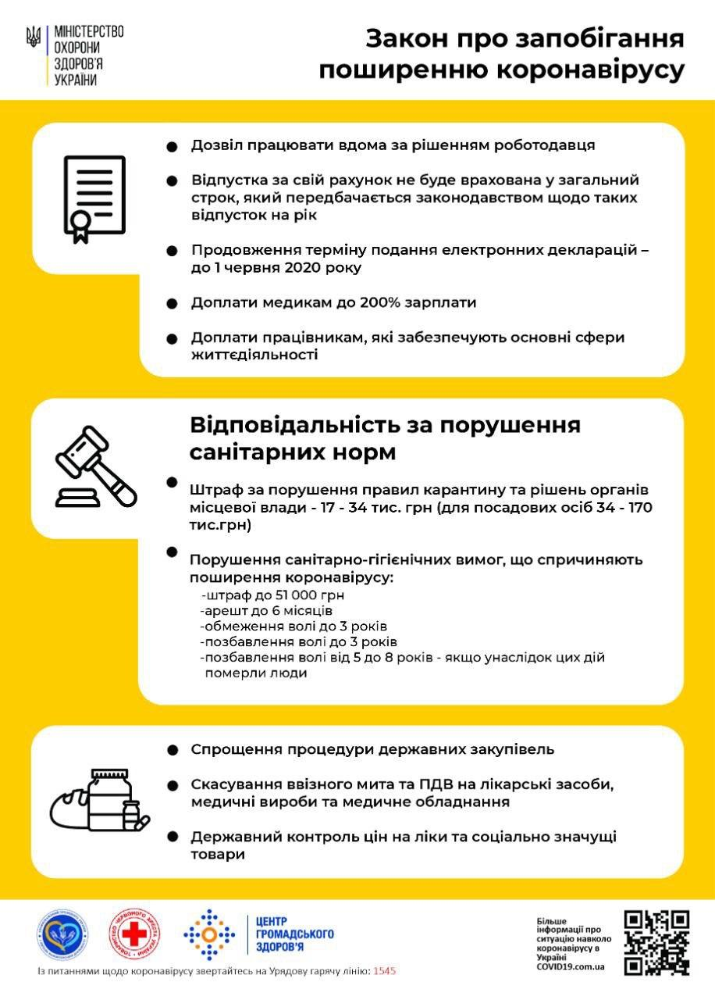 МІНІСТЕРСТВО
ОХОРОНИ
ЗДОРОВ'Я
УКРАЇНИ
Закон про запобігання
поширенню коронавірусу
Дозвіл працювати вдома за рішенням роботодавця
Відпустка за свій рахунок не буде врахована у загальний
строк, який передбачається законодавством щодо таких
відпусток на рік
Продовження терміну подання електронних декларацій –
до 1 червня 2020 року
Доплати медикам до 200% зарплати
Доплати працівникам, які забезпечують основні сфери
життєдіяльності
Відповідальність за порушення
санітарних норм
Штраф за порушення правил карантину та рішень органів
місцевої влади - 17 - 34 тис. грн (для посадових осіб 34 - 170
тис.грн)
Порушення санітарно-гігієнічних вимог, що спричиняють
поширення коронавірусу:
-штраф до 51 000 грн
-арешт до 6 місяців
-обмеження волі до 3 років
-позбавлення волі до 3 років
-позбавлення волі від 5 до 8 років - якщо унаслідок цих дій
померли люди
Спрощення процедури державних закупівель
Скасування ввізного мита та ПДВ на лікарські засоби,
медичні вироби та медичне обладнання
Державний контроль цін на ліки та соціально значущі
товари
ТОВАРИСТВО ЧЕРВОНОГО ХРЕСТА УКРАЇНИ
ЦЕНТР
ГРОМАДСЬКОГО
ЗДОРОВ'Я
Більше
інформації про
ситуацію навколо
коронавірусу в
Україні
COVID19.com.ua
Із питаннями щодо коронавірусу звертайтесь на Урядову гарячу лінію: 1545